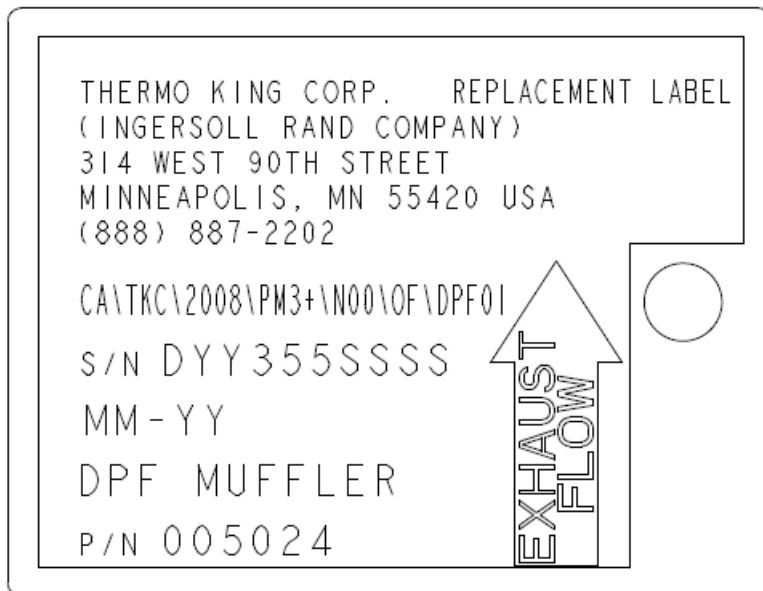 THERMO KING CORP. REPLACEMENT LABEL
(INGERSOLL RAND COMPANY)
314 WEST 90TH STREET
MINNEAPOLIS, MN 55420 USA
(888) 887-2202
CA\TKC\2008\PM3+\N00\OF\DPF01
S/N DYY355SSSS
MM-YY
DPF MUFFLER
P/N 005024
EXHAUST
FLOW